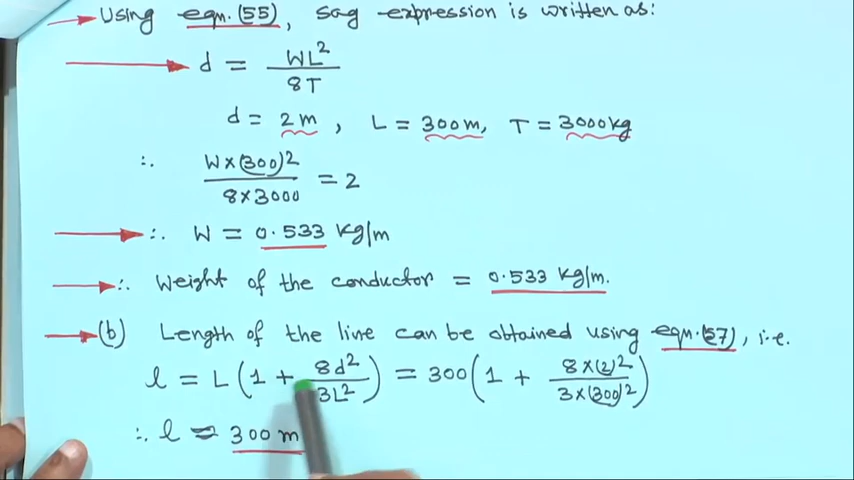 Using eqn.(55), sag expression is written as:
d = WL²/8T
d = 2m, L = 300m, T = 3000kg
∴ W×(300)²/8×3000 = 2
∴ W = 0.533 kg/m
∴ Weight of the conductor = 0.533 kg/m.
(b) Length of the line can be obtained using eqn.(57), i.e.
l = L(1 + 8d²/3L²) = 300(1 + 8×(2)²/3×(300)²)
∴ l ≃ 300 m